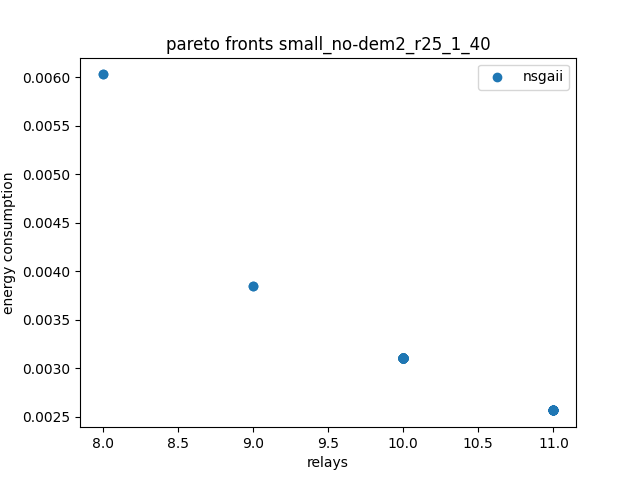 pareto fronts small_no-dem2_r25_1_40
nsgaii
energy consumption
0.0060
0.0055
0.0050
0.0045
0.0040
0.0035
0.0030
0.0025
8.0 8.5 9.0 9.5 10.0 10.5 11.0
relays